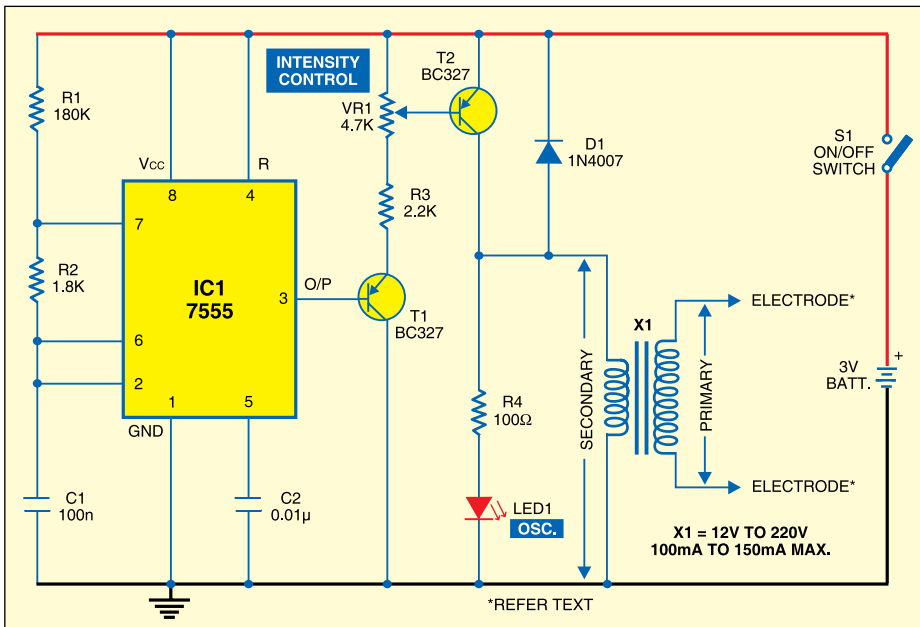 R1
180K
R2
1.8K
C1
100n
VCC
R
8
4
7
6
2
3
1
5
IC1
7555
GND
O/P
C2
0.01µ
INTENSITY
CONTROL
VR1
4.7K
R3
2.2K
T1
BC327
T2
BC327
D1
1N4007
R4
100Ω
LED1
OSC.
SECONDARY
X1
PRIMARY
ELECTRODE*
ELECTRODE*
X1 = 12V TO 220V
100mA TO 150mA MAX.
S1
ON/OFF
SWITCH
+
3V
BATT.
*REFER TEXT